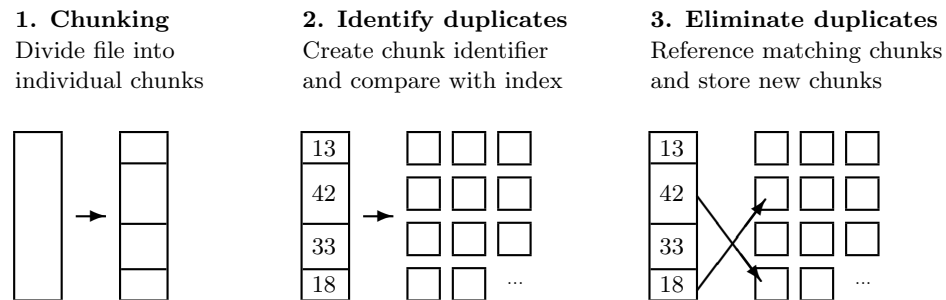 1. Chunking
Divide file into
individual chunks
2. Identify duplicates
Create chunk identifier
and compare with index
3. Eliminate duplicates
Reference matching chunks
and store new chunks
13
42
33
18
...
13
42
33
18
...